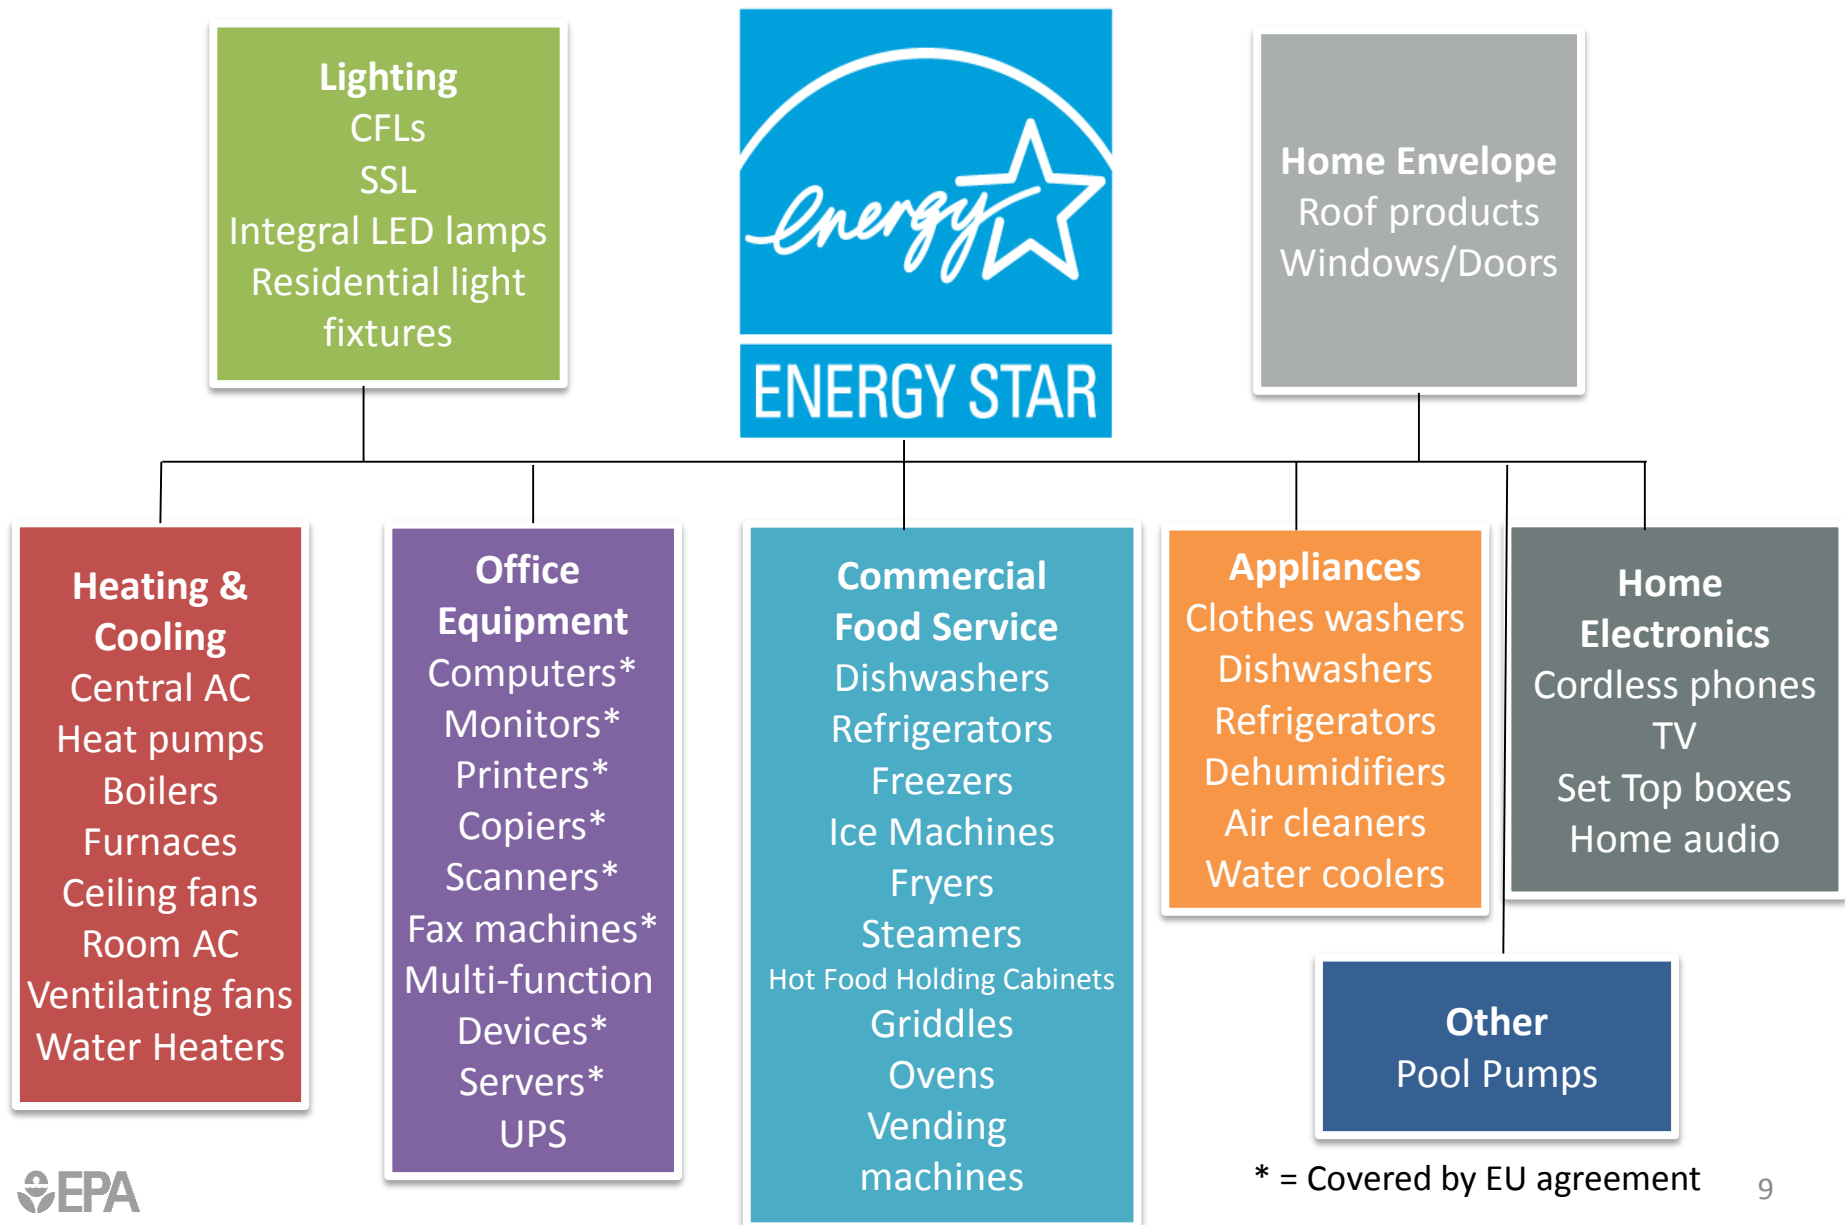 Lighting
CFLs
SSL
Integral LED lamps
Residential light
fixtures
energy
ENERGY STAR
Home Envelope
Roof products
Windows/Doors
Heating &
Cooling
Central AC
Heat pumps
Boilers
Furnaces
Ceiling fans
Room AC
Ventilating fans
Water Heaters
Office
Equipment
Computers*
Monitors*
Printers*
Copiers*
Scanners*
Fax machines*
Multi-function
Devices*
Servers*
UPS
Commercial
Food Service
Dishwashers
Refrigerators
Freezers
Ice Machines
Fryers
Steamers
Hot Food Holding Cabinets
Griddles
Ovens
Vending
machines
Appliances
Clothes washers
Dishwashers
Refrigerators
Dehumidifiers
Air cleaners
Water coolers
Home
Electronics
Cordless phones
TV
Set Top boxes
Home audio
Other
Pool Pumps
* = Covered by EU agreement
EPA
9